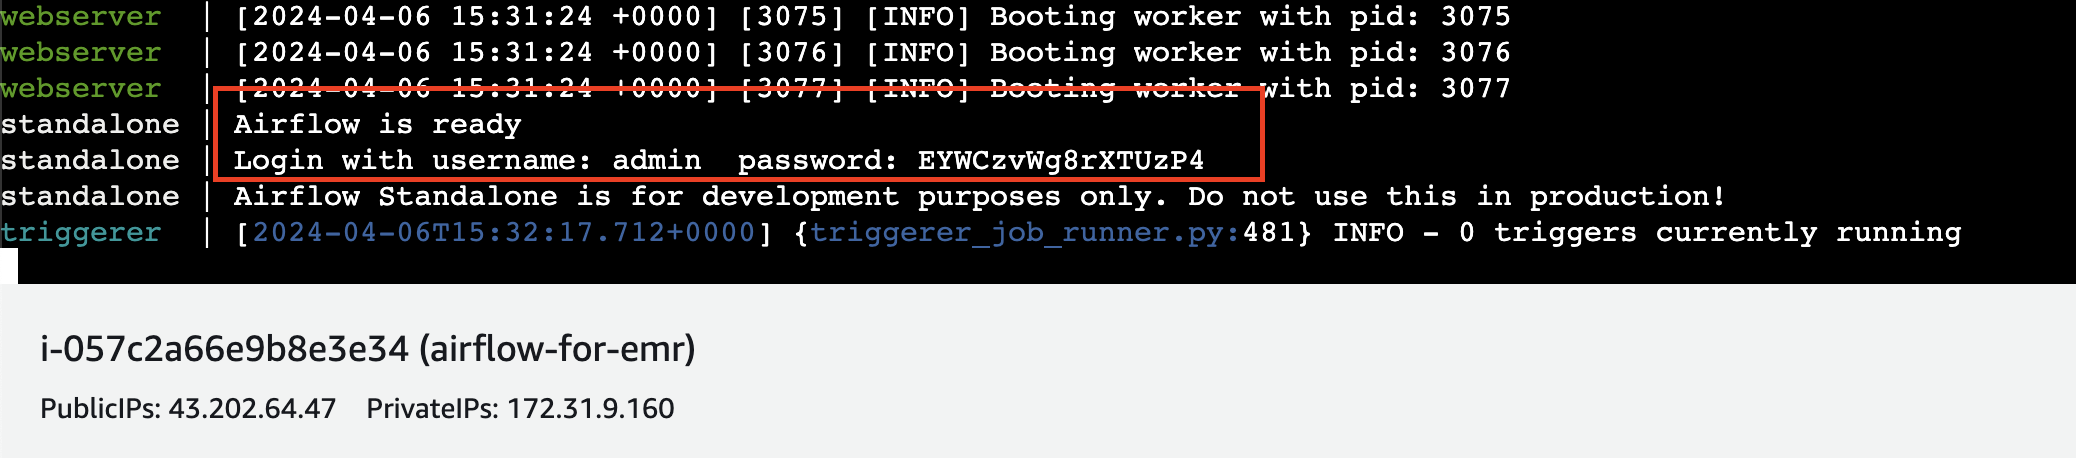 webserver | [2024-04-06 15:31:24 +0000] [3075] [INFO] Booting worker with pid: 3075
webserver | [2024-04-06 15:31:24 +0000] [3076] [INFO] Booting worker with pid: 3076
webserver | [2024-04-06 15:31:24 +0000] [3077] [INFO] Booting worker with pid: 3077
standalone | Airflow is ready
standalone | Login with username: admin  password: EYWCzvWg8rXTUzP4
standalone | Airflow Standalone is for development purposes only. Do not use this in production!
triggerer | [2024-04-06T15:32:17.712+0000] {triggerer_job_runner.py:481} INFO - 0 triggers currently running
i-057c2a66e9b8e3e34 (airflow-for-emr)
PublicIPs: 43.202.64.47 PrivateIPs: 172.31.9.160